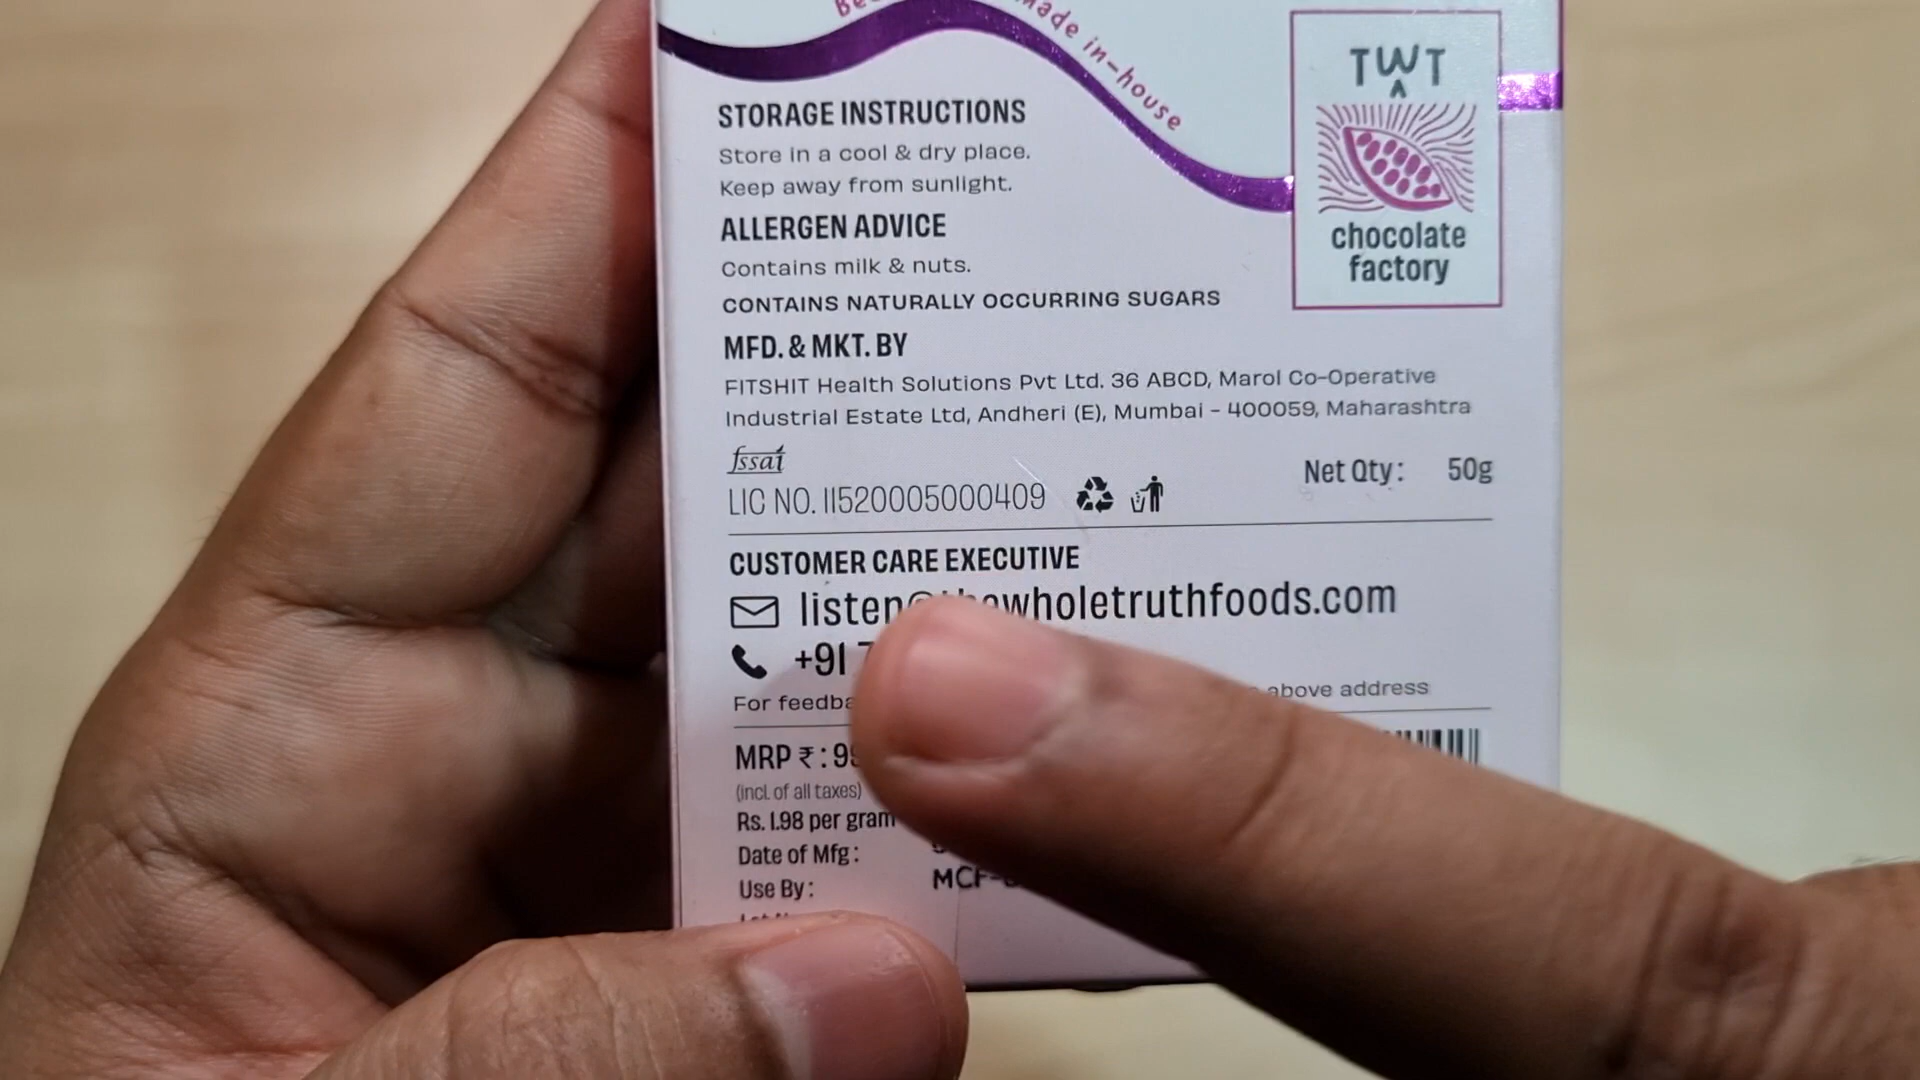 made in-house
TWT
chocolate
factory
STORAGE INSTRUCTIONS
Store in a cool & dry place.
Keep away from sunlight.
ALLERGEN ADVICE
Contains milk & nuts.
CONTAINS NATURALLY OCCURRING SUGARS
MFD. & MKT. BY
FITSHIT Health Solutions Pvt Ltd. 36 ABCD, Marol Co-Operative
Industrial Estate Ltd, Andheri (E), Mumbai - 400059, Maharashtra
fssai
LIC NO. 11520005000409
Net Qty: 50g
CUSTOMER CARE EXECUTIVE
listen@thewholetruthfoods.com
+91
For
above address
MRP ₹ :
(incl. of all taxes)
Rs. 1.98 per gram
Date of Mfg:
Use By: